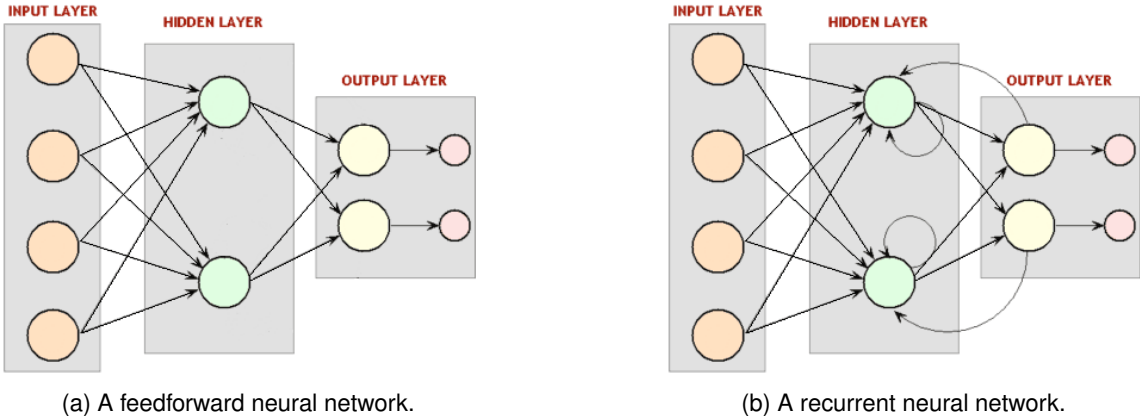 INPUT LAYER
HIDDEN LAYER
OUTPUT LAYER
(a) A feedforward neural network.
INPUT LAYER
HIDDEN LAYER
OUTPUT LAYER
(b) A recurrent neural network.